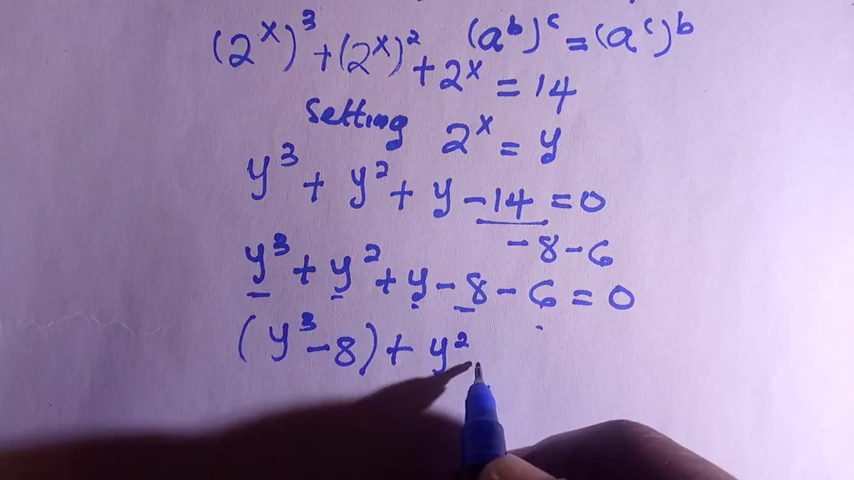 (2^x)^3 + (2^x)^2 + 2^x = 14
(a^b)^c = (a^c)^b
Setting 2^x = y
y^3 + y^2 + y - 14 = 0
-8-6
y^3 + y^2 + y - 8 - 6 = 0
(y^3 - 8) + y^2